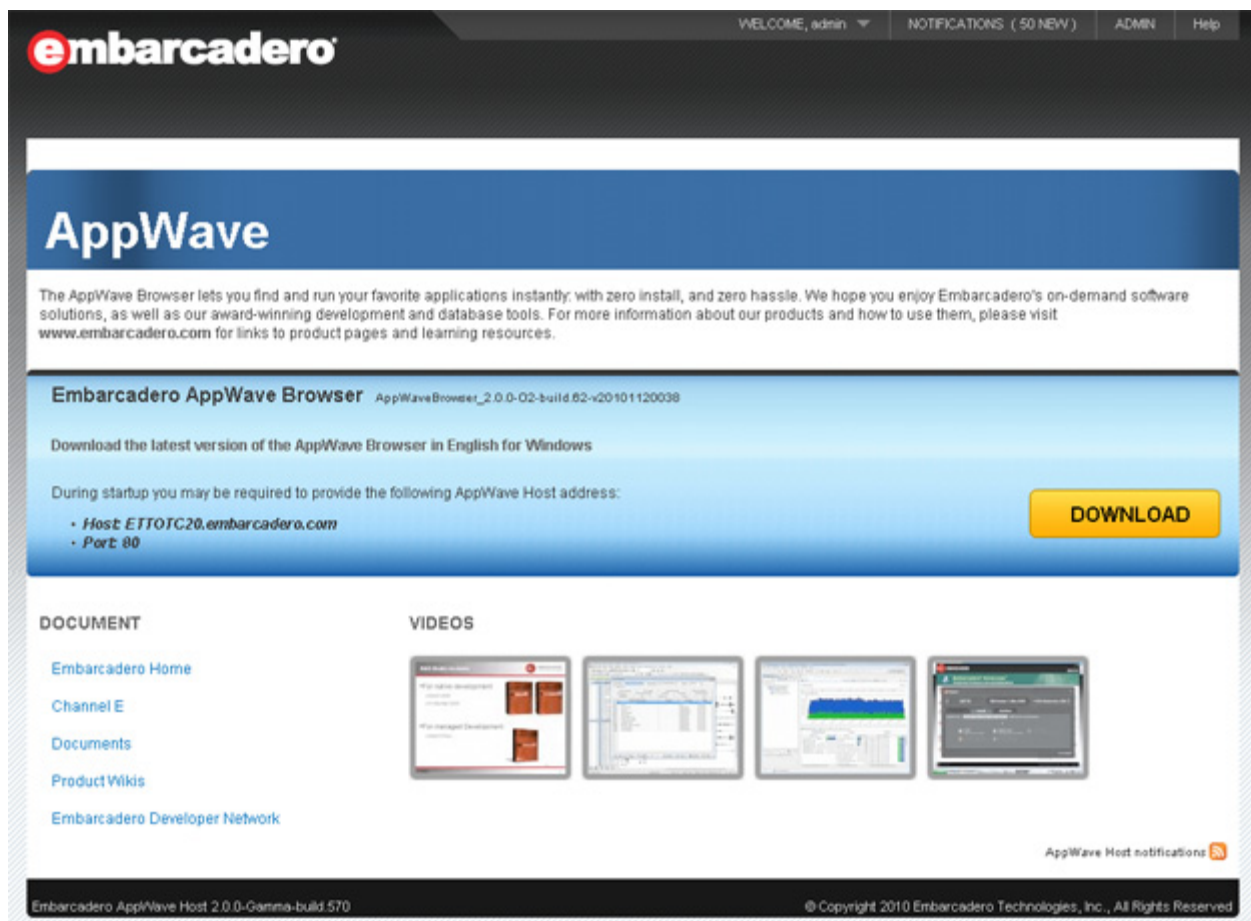 embarcadero
WELCOME, admin
NOTIFICATIONS ( 50 NEW )
ADMIN
Help
AppWave
The AppWave Browser lets you find and run your favorite applications instantly: with zero install, and zero hassle. We hope you enjoy Embarcadero's on-demand software
solutions, as well as our award-winning development and database tools. For more information about our products and how to use them, please visit
www.embarcadero.com for links to product pages and learning resources.
Embarcadero AppWave Browser AppWaveBrowser_2.0.0-O2-build.62-v20101120038
Download the latest version of the AppWave Browser in English for Windows
During startup you may be required to provide the following AppWave Host address:
• Host: ETTOTC20.embarcadero.com
• Port: 80
DOWNLOAD
DOCUMENT
Embarcadero Home
Channel E
Documents
Product Wikis
Embarcadero Developer Network
VIDEOS
AppWave Host notifications
Embarcadero AppWave Host 2.0.0-Gamma-build.570
© Copyright 2010 Embarcadero Technologies, Inc., All Rights Reserved